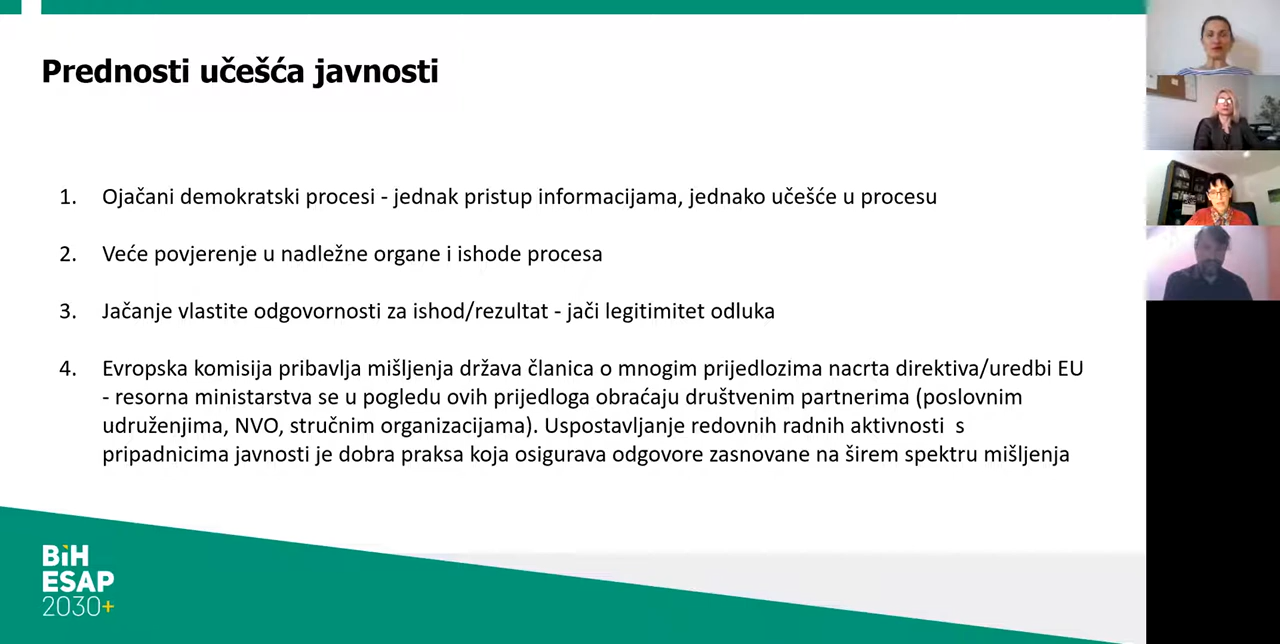 Prednosti učešća javnosti
1. Ojačani demokratski procesi - jednak pristup informacijama, jednako učešće u procesu
2. Veće povjerenje u nadležne organe i ishode procesa
3. Jačanje vlastite odgovornosti za ishod/rezultat - jači legitimitet odluka
4. Evropska komisija pribavlja mišljenja država članica o mnogim prijedlozima nacrta direktiva/uredbi EU
- resorna ministarstva se u pogledu ovih prijedloga obraćaju društvenim partnerima (poslovnim
udruženjima, NVO, stručnim organizacijama). Uspostavljanje redovnih radnih aktivnosti s
pripadnicima javnosti je dobra praksa koja osigurava odgovore zasnovane na širem spektru mišljenja
BiH
ESAP
2030+